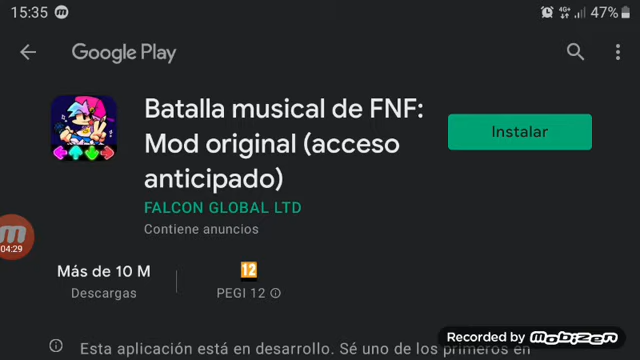 15:35
4G+
47%
Google Play
Batalla musical de FNF:
Mod original (acceso
anticipado)
Instalar
FALCON GLOBAL LTD
Contiene anuncios
04:29
Más de 10 M
Descargas
12
PEGI 12
Esta aplicación está en desarrollo. Sé uno de los primeros en
Recorded by Mobizen